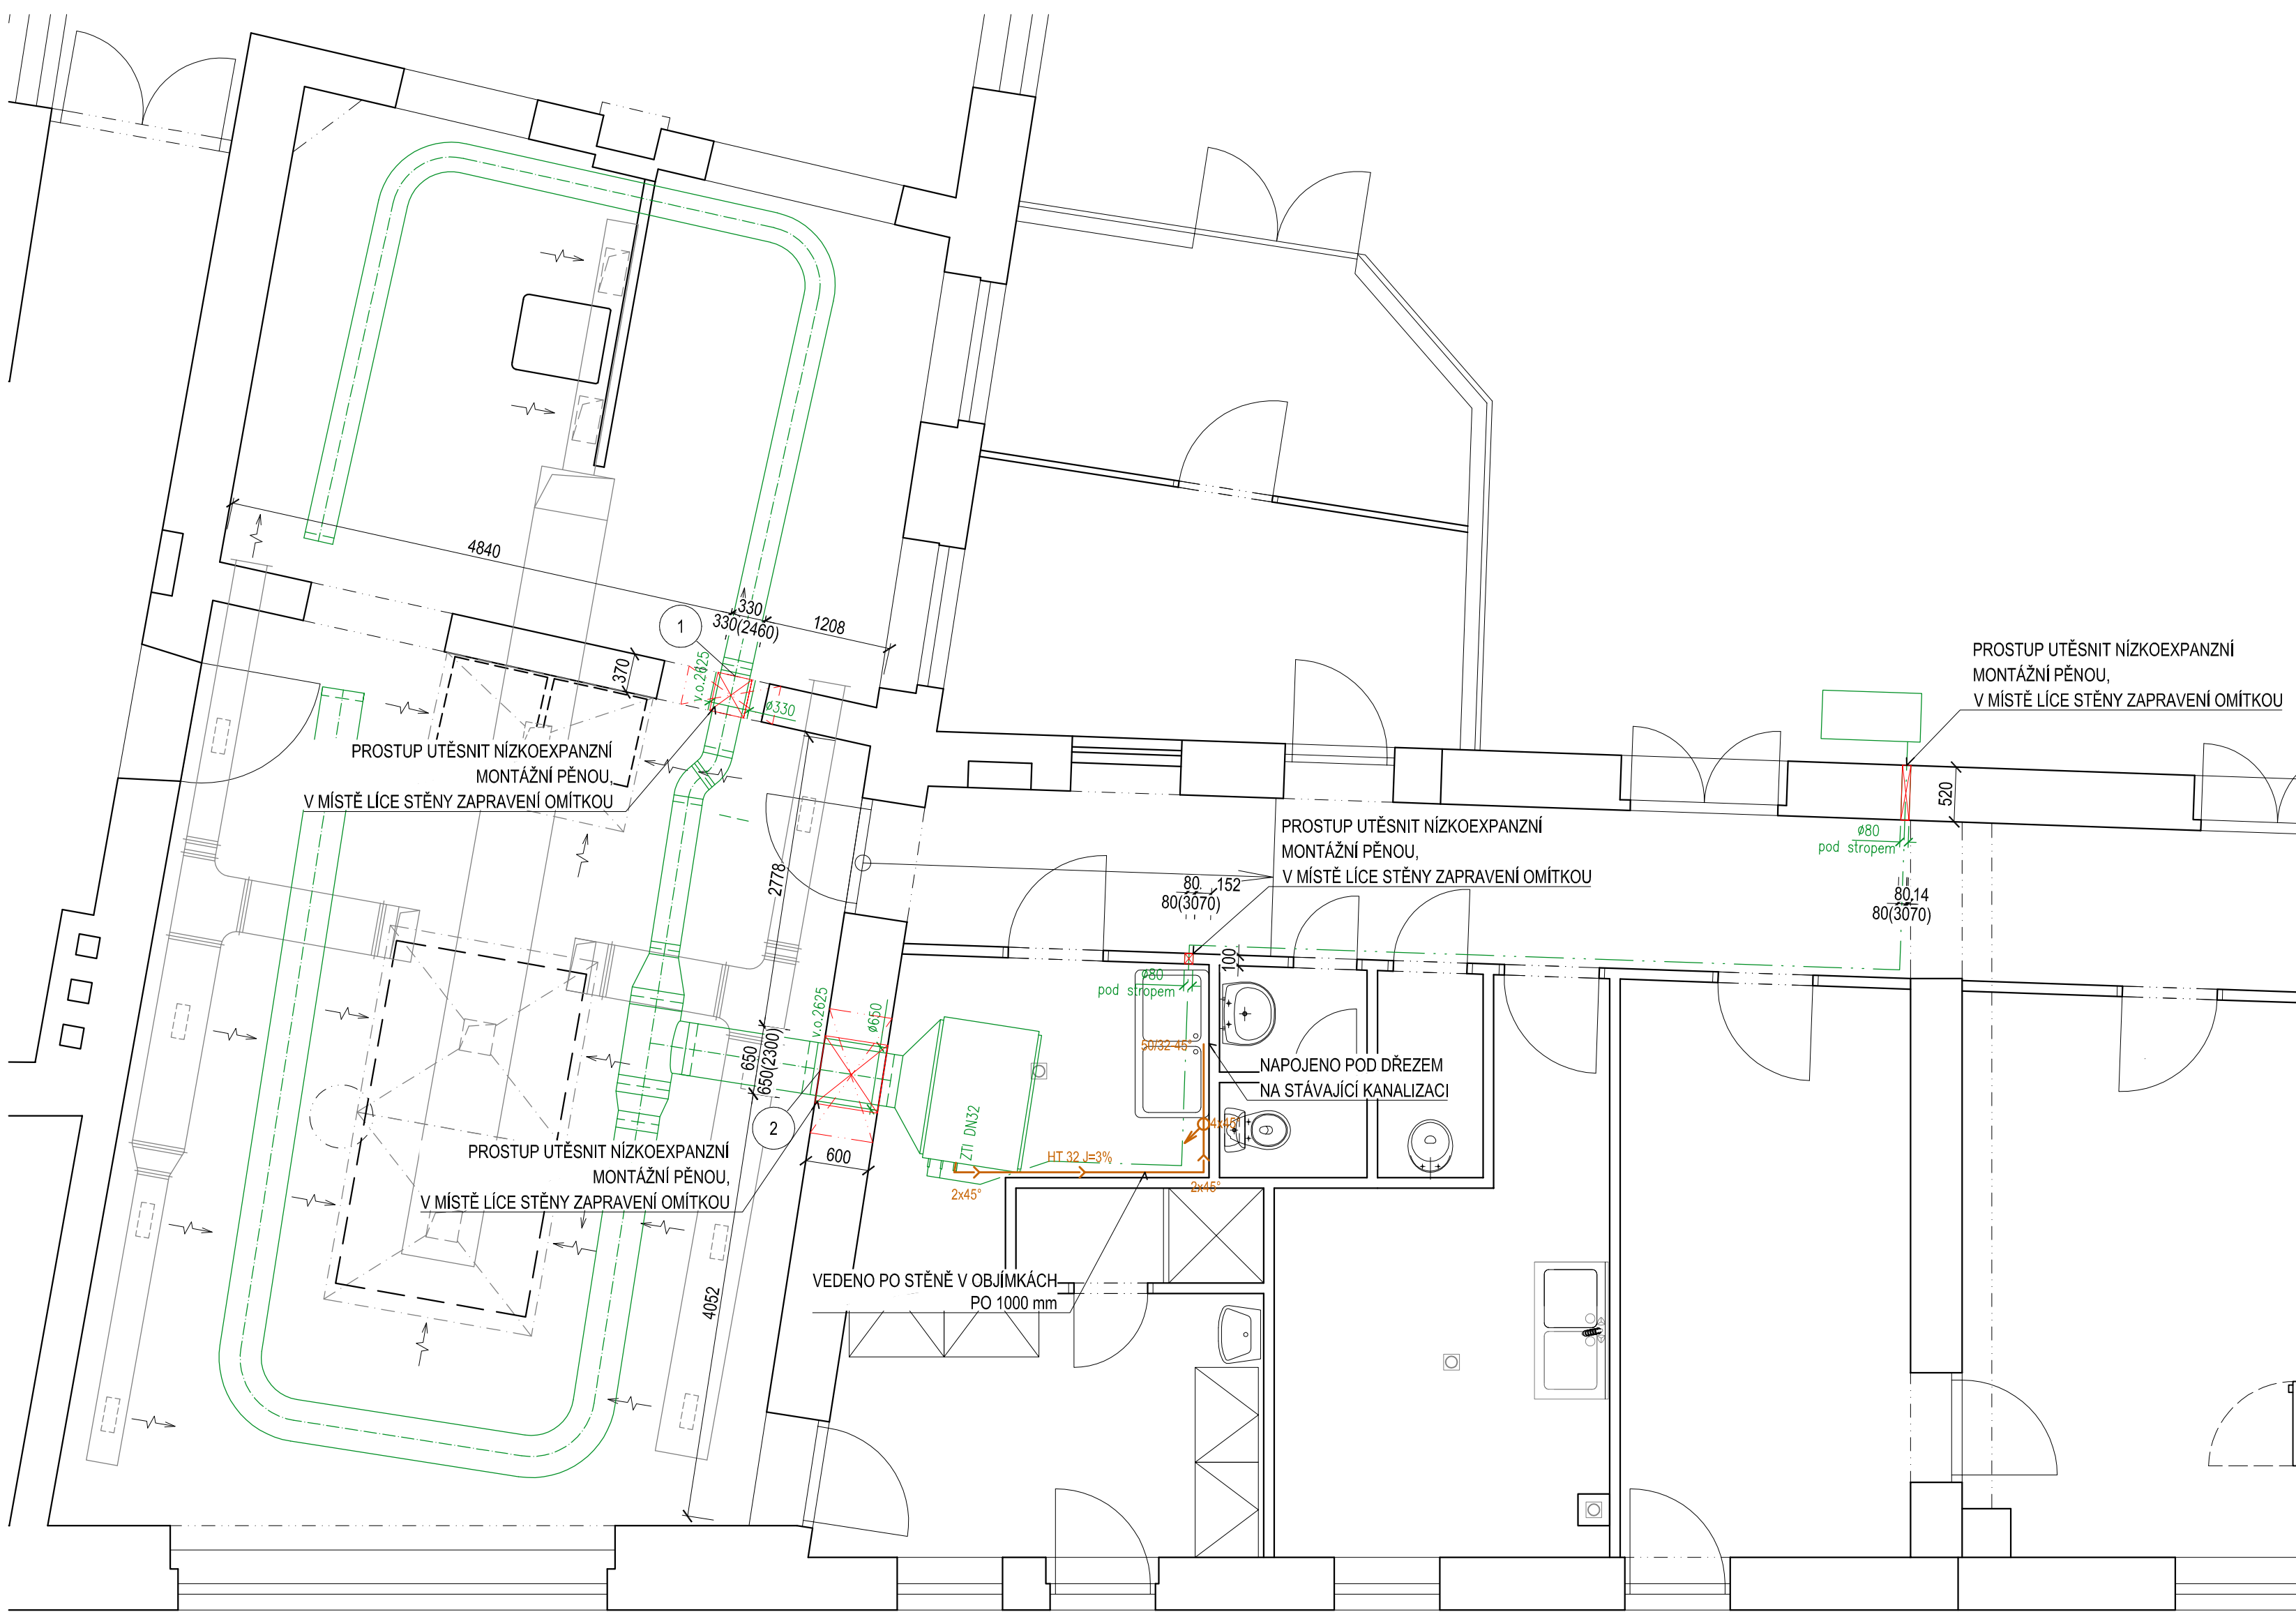 4840
330
330(2460)
1208
1
370
v.o.2625
ø330
PROSTUP UTĚSNIT NÍZKOEXPANZNÍ
MONTÁŽNÍ PĚNOU,
V MÍSTĚ LÍCE STĚNY ZAPRAVENÍ OMÍTKOU
PROSTUP UTĚSNIT NÍZKOEXPANZNÍ
MONTÁŽNÍ PĚNOU,
V MÍSTĚ LÍCE STĚNY ZAPRAVENÍ OMÍTKOU
520
ø80
pod stropem
80
14
80(3070)
PROSTUP UTĚSNIT NÍZKOEXPANZNÍ
MONTÁŽNÍ PĚNOU,
V MÍSTĚ LÍCE STĚNY ZAPRAVENÍ OMÍTKOU
80
152
80(3070)
2778
100
ø80
pod stropem
v.o.2625
ø650
650
650(2300)
50/32 45°
NAPOJENO POD DŘEZEM
NA STÁVAJÍCÍ KANALIZACI
2
4x45°
PROSTUP UTĚSNIT NÍZKOEXPANZNÍ
MONTÁŽNÍ PĚNOU,
V MÍSTĚ LÍCE STĚNY ZAPRAVENÍ OMÍTKOU
600
ZTI DN32
HT 32 J=3%
2x45°
2x45°
VEDENO PO STĚNĚ V OBJÍMKÁCH
PO 1000 mm
4052